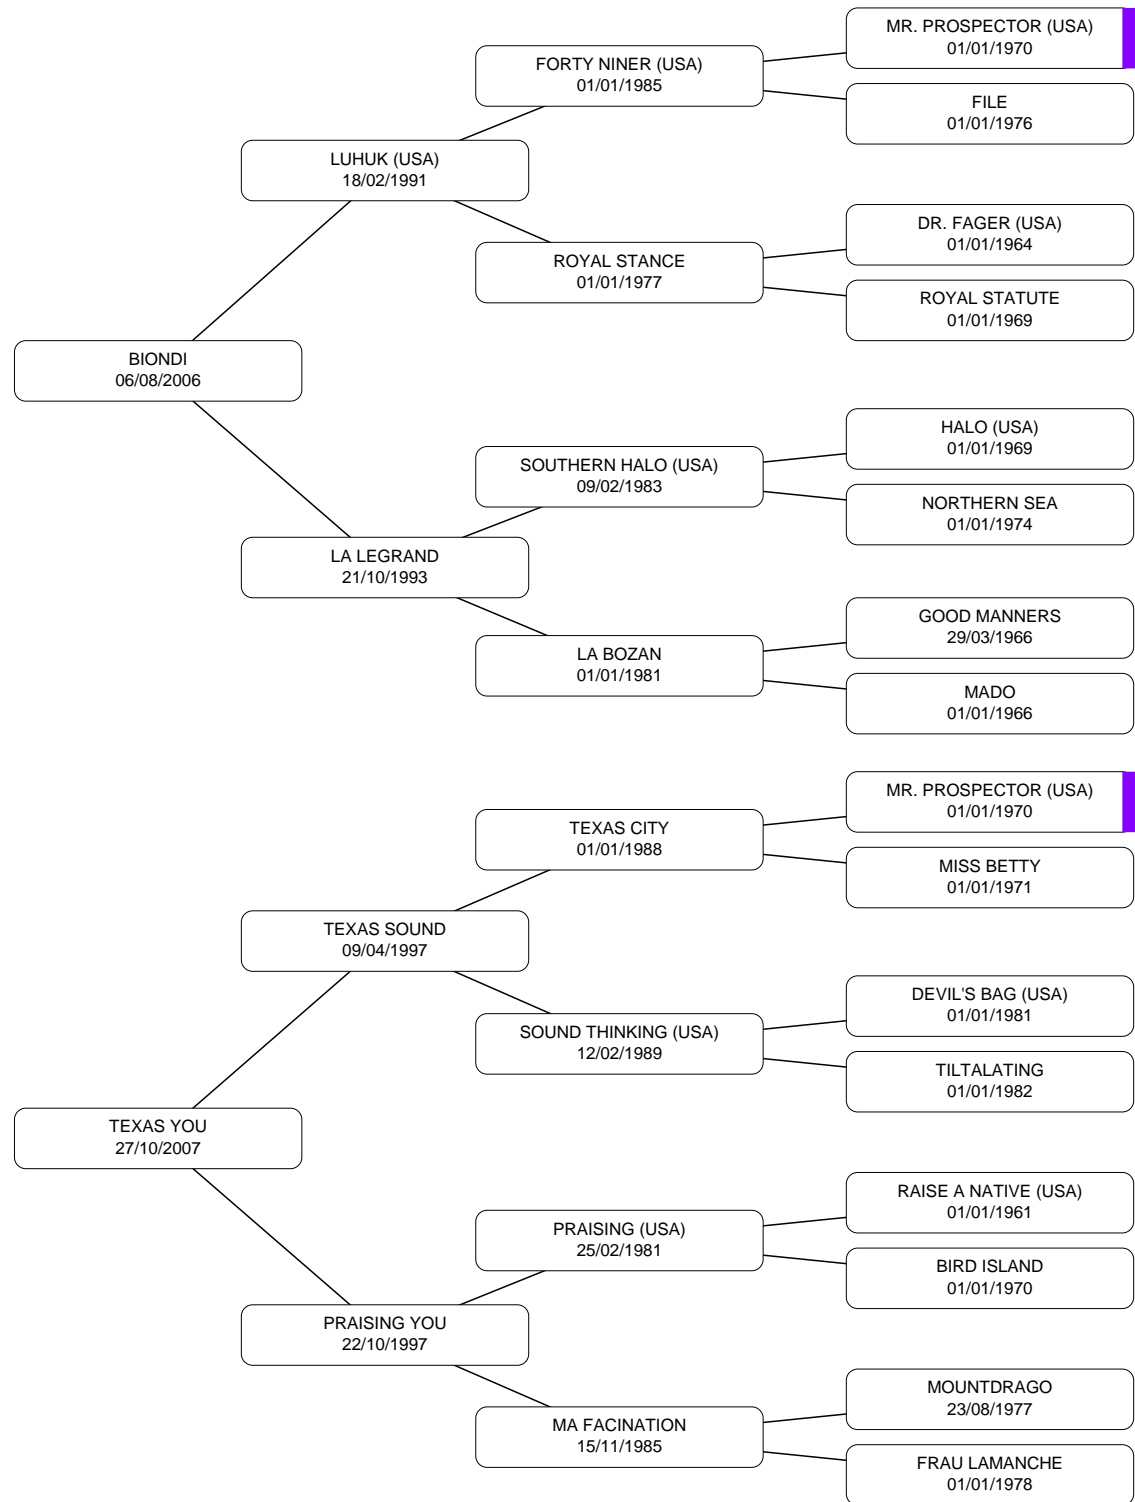 MR. PROSPECTOR (USA)
01/01/1970
FORTY NINER (USA)
01/01/1985
FILE
01/01/1976
LUHUK (USA)
18/02/1991
DR. FAGER (USA)
01/01/1964
ROYAL STANCE
01/01/1977
ROYAL STATUTE
01/01/1969
BIONDI
06/08/2006
HALO (USA)
01/01/1969
SOUTHERN HALO (USA)
09/02/1983
NORTHERN SEA
01/01/1974
LA LEGRAND
21/10/1993
GOOD MANNERS
29/03/1966
LA BOZAN
01/01/1981
MADO
01/01/1966
MR. PROSPECTOR (USA)
01/01/1970
TEXAS CITY
01/01/1988
MISS BETTY
01/01/1971
TEXAS SOUND
09/04/1997
DEVIL'S BAG (USA)
01/01/1981
SOUND THINKING (USA)
12/02/1989
TILTALATING
01/01/1982
TEXAS YOU
27/10/2007
RAISE A NATIVE (USA)
01/01/1961
PRAISING (USA)
25/02/1981
BIRD ISLAND
01/01/1970
PRAISING YOU
22/10/1997
MOUNTDRAGO
23/08/1977
MA FACINATION
15/11/1985
FRAU LAMANCHE
01/01/1978